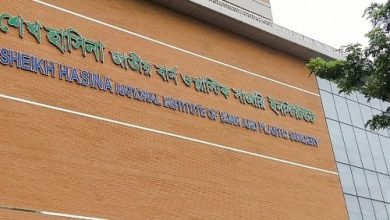 শেখ হাসিনা জাতীয় বার্ন ও প্লাস্টিক সার্জারি ইনস্টিটিউট
SHEIKH HASINA NATIONAL INSTITUTE OF BURN AND PLASTIC SURGERY